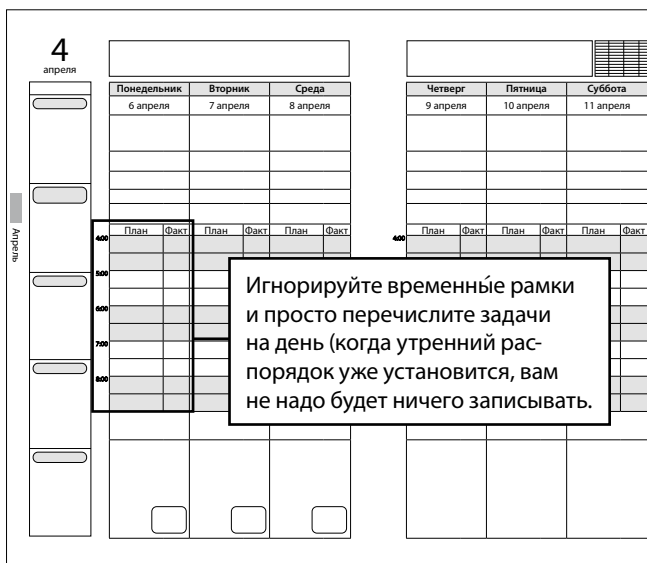 4
апреля
Понедельник Вторник Среда Четверг Пятница Суббота
6 апреля 7 апреля 8 апреля 9 апреля 10 апреля 11 апреля
Апрель
План Факт План Факт План Факт План Факт План Факт План Факт
4:00 4:00
5:00
6:00
7:00
8:00
Игнорируйте временны́е рамки
и просто перечислите задачи
на день (когда утренний рас-
порядок уже установится, вам
не надо будет ничего записывать.